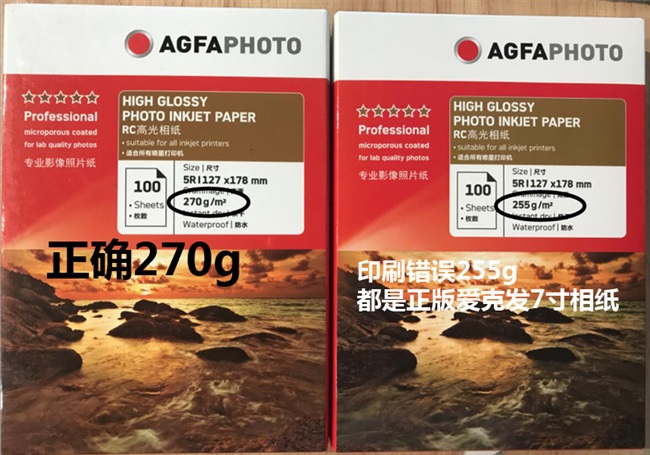 AGFAPHOTO
☆☆☆☆☆
Professional
microporous coated
for lab quality photos
专业影像照片纸
HIGH GLOSSY
PHOTO INKJET PAPER
RC高光相纸
• suitable for all inkjet printers
• 适合所有喷墨打印机
100
Sheets
• 枚数
Size | 尺寸
5R | 127 x178 mm
270 g/m²
Waterproof | 防水
正确270g
AGFAPHOTO
☆☆☆☆☆
Professional
microporous coated
for lab quality photos
专业影像照片纸
HIGH GLOSSY
PHOTO INKJET PAPER
RC高光相纸
• suitable for all inkjet printers
• 适合所有喷墨打印机
100
Sheets
• 枚数
Size | 尺寸
5R | 127 x178 mm
255 g/m²
Waterproof | 防水
印刷错误255g
都是正版爱克发7寸相纸